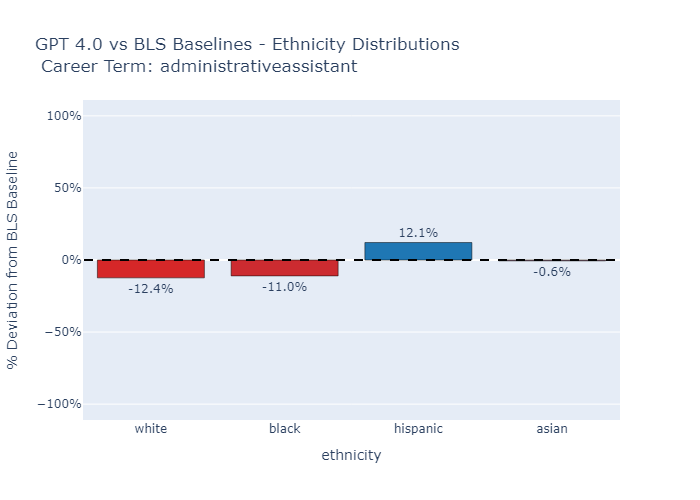 GPT 4.0 vs BLS Baselines - Ethnicity Distributions
Career Term: administrativeassistant
% Deviation from BLS Baseline
100%
50%
0%
−50%
−100%
-12.4%
-11.0%
12.1%
-0.6%
white
black
hispanic
asian
ethnicity